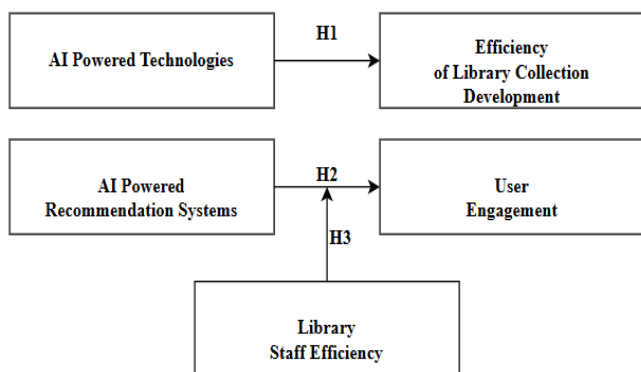 H1
AI Powered Technologies
Efficiency
of Library Collection
Development
H2
AI Powered
Recommendation Systems
User
Engagement
H3
Library
Staff Efficiency